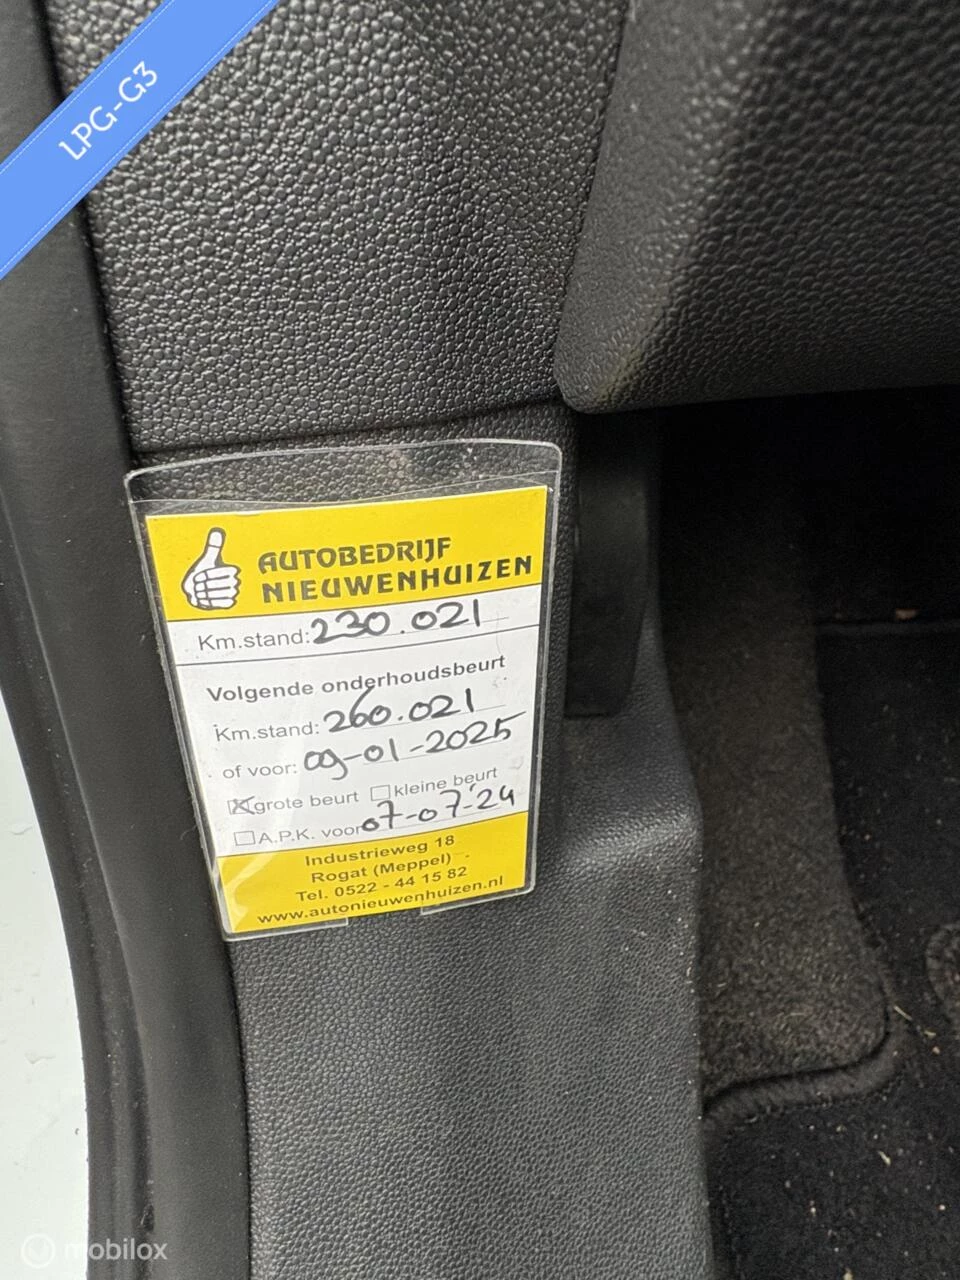 LPG-G3
AUTOBEDRIJF
NIEUWENHUIZEN
Km.stand: 230.021
Volgende onderhoudsbeurt
Km.stand: 260.021
of voor: 09-01-2025
grote beurt kleine beurt
A.P.K. voor 07-07-24
Industrieweg 18
Rogat (Meppel)
Tel. 0522 - 44 15 82
www.autonieuwenhuizen.nl
mobilox